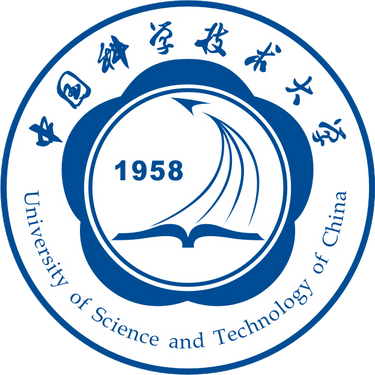 中国科学技术大学
1958
University of Science and Technology of China